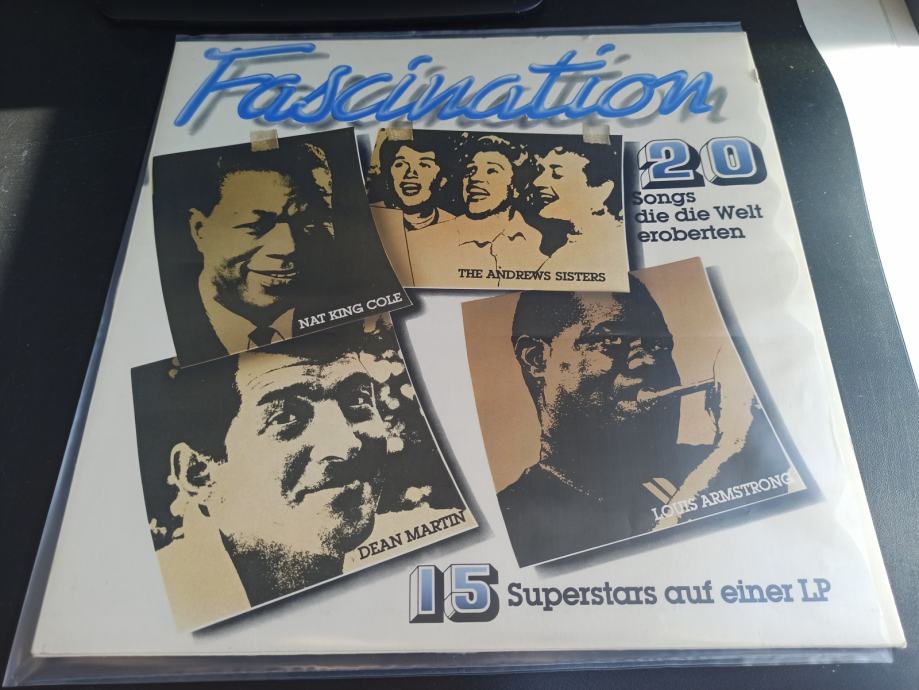 Fascination
20
Songs
die die Welt
eroberten
THE ANDREWS SISTERS
NAT KING COLE
LOUIS ARMSTRONG
DEAN MARTIN
15 Superstars auf einer LP